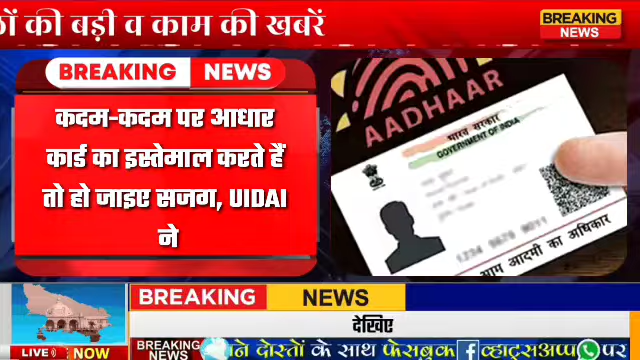 की बड़ी व काम की खबरें
BREAKING
NEWS
BREAKING NEWS
कदम-कदम पर आधार
कार्ड का इस्तेमाल करते हैं
तो हो जाइए सजग, UIDAI
ने
AADHAAR
भारत सरकार
GOVERNMENT OF INDIA
आम आदमी का अधिकार
BREAKING NEWS
देखिए
LIVE NOW
BREAKING
NEWS
ने दोस्तों के साथ फेसबुक व्हाट्सअप्प पर